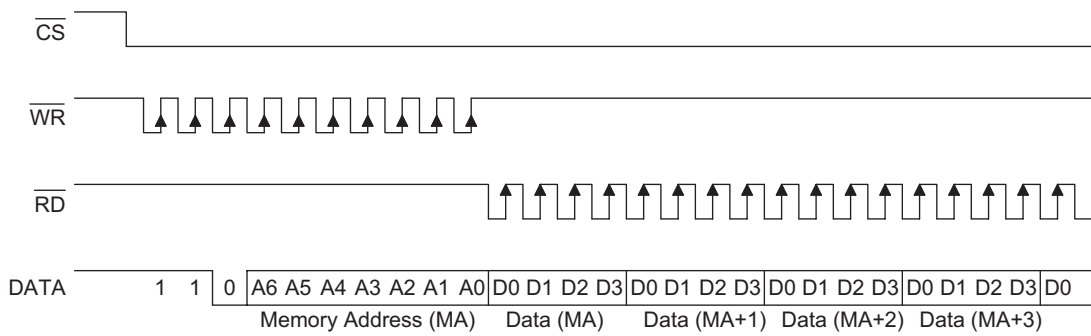 CS
WR
RD
DATA 1 1 0 A6 A5 A4 A3 A2 A1 A0 D0 D1 D2 D3 D0 D1 D2 D3 D0 D1 D2 D3 D0 D1 D2 D3 D0
Memory Address (MA) Data (MA) Data (MA+1) Data (MA+2) Data (MA+3)